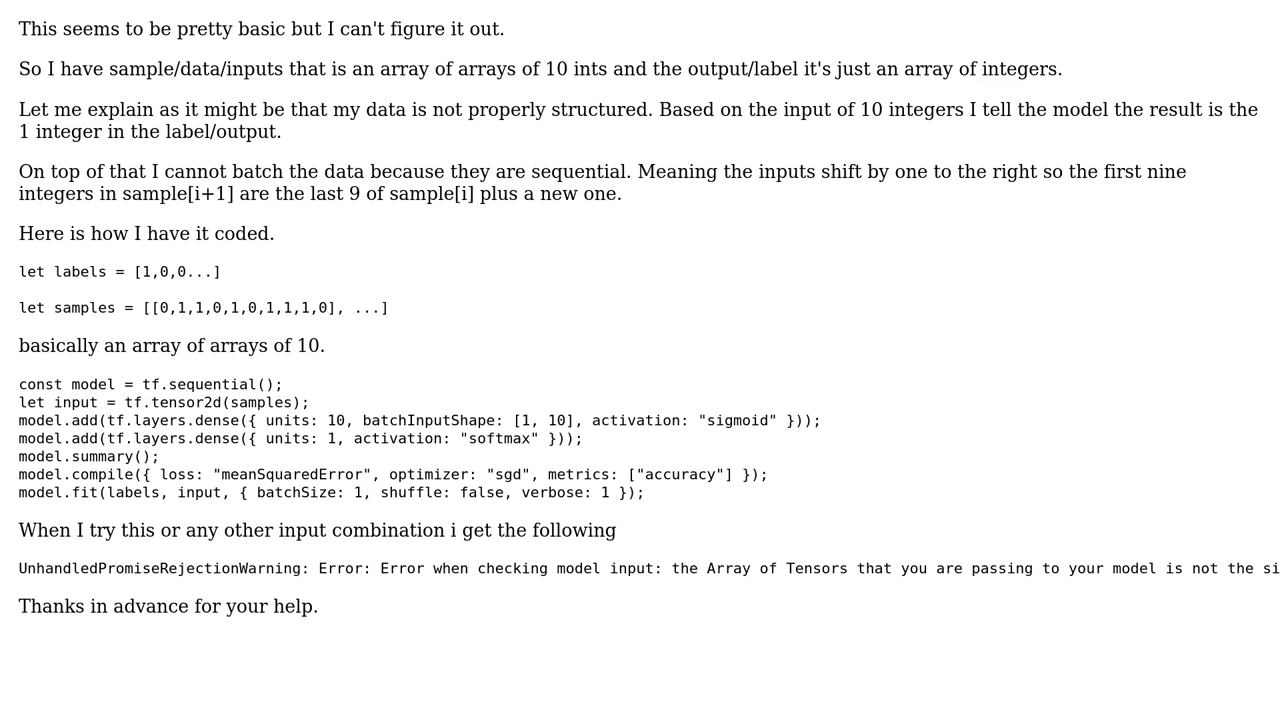 This seems to be pretty basic but I can't figure it out.
So I have sample/data/inputs that is an array of arrays of 10 ints and the output/label it's just an array of integers.
Let me explain as it might be that my data is not properly structured. Based on the input of 10 integers I tell the model the result is the
1 integer in the label/output.
On top of that I cannot batch the data because they are sequential. Meaning the inputs shift by one to the right so the first nine
integers in sample[i+1] are the last 9 of sample[i] plus a new one.
Here is how I have it coded.
let labels = [1,0,0...]
let samples = [[0,1,1,0,1,0,1,1,1,0], ...]
basically an array of arrays of 10.
const model = tf.sequential();
let input = tf.tensor2d(samples);
model.add(tf.layers.dense({ units: 10, batchInputShape: [1, 10], activation: "sigmoid" }));
model.add(tf.layers.dense({ units: 1, activation: "softmax" }));
model.summary();
model.compile({ loss: "meanSquaredError", optimizer: "sgd", metrics: ["accuracy"] });
model.fit(labels, input, { batchSize: 1, shuffle: false, verbose: 1 });
When I try this or any other input combination i get the following
UnhandledPromiseRejectionWarning: Error: Error when checking model input: the Array of Tensors that you are passing to your model is not the si
Thanks in advance for your help.